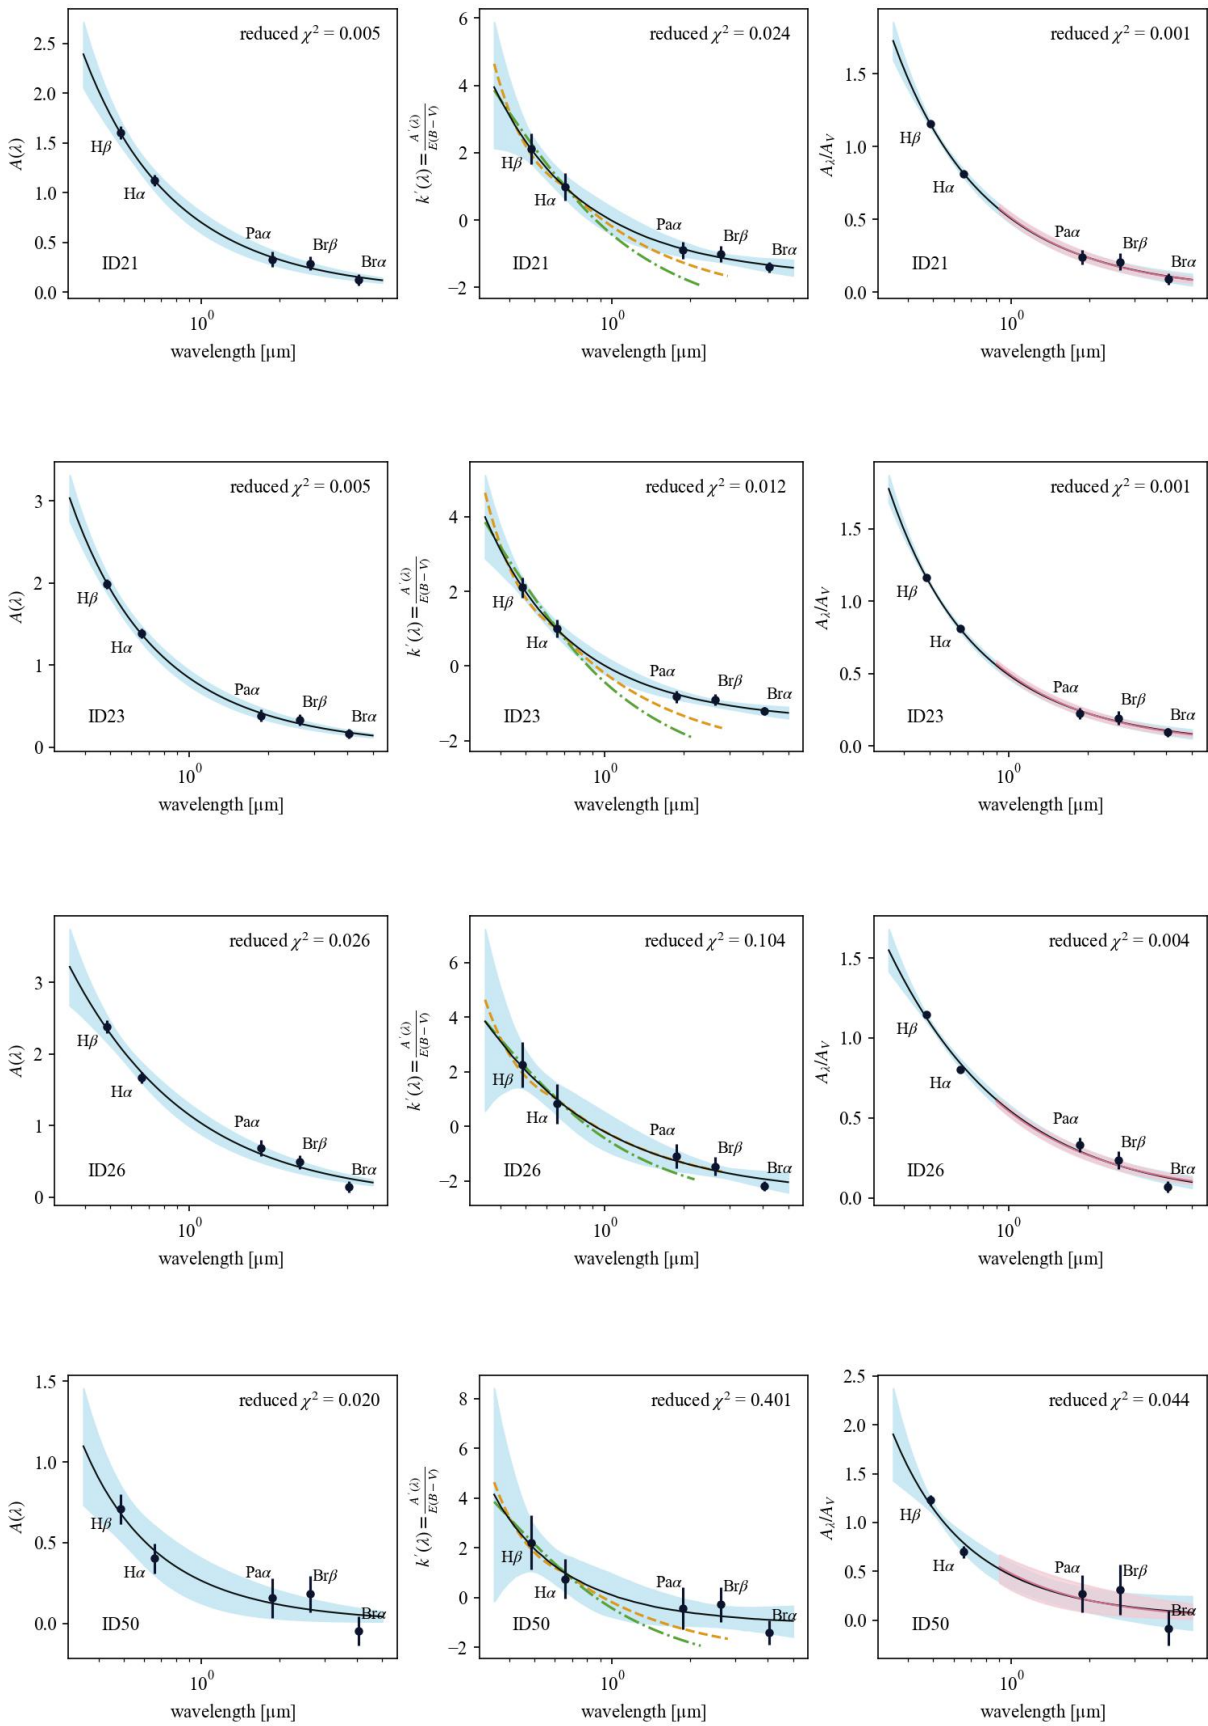 reduced χ² = 0.005
2.5
2.0
1.5
1.0
0.5
0.0
A(λ)
Hβ
Hα
Paα
Brβ
Brα
ID21
10⁰
wavelength [μm]
reduced χ² = 0.024
6
4
2
0
−2
k′(λ) = A′(λ)/E(B − V)
Hβ
Hα
Paα
Brβ
Brα
ID21
10⁰
wavelength [μm]
reduced χ² = 0.001
1.5
1.0
0.5
0.0
Aλ/AV
Hβ
Hα
Paα
Brβ
Brα
ID21
10⁰
wavelength [μm]
reduced χ² = 0.005
3
2
1
0
A(λ)
Hβ
Hα
Paα
Brβ
Brα
ID23
10⁰
wavelength [μm]
reduced χ² = 0.012
4
2
0
−2
k′(λ) = A′(λ)/E(B − V)
Hβ
Hα
Paα
Brβ
Brα
ID23
10⁰
wavelength [μm]
reduced χ² = 0.001
1.5
1.0
0.5
0.0
Aλ/AV
Hβ
Hα
Paα
Brβ
Brα
ID23
10⁰
wavelength [μm]
reduced χ² = 0.026
3
2
1
0
A(λ)
Hβ
Hα
Paα
Brβ
Brα
ID26
10⁰
wavelength [μm]
reduced χ² = 0.104
6
4
2
0
−2
k′(λ) = A′(λ)/E(B − V)
Hβ
Hα
Paα
Brβ
Brα
ID26
10⁰
wavelength [μm]
reduced χ² = 0.004
1.5
1.0
0.5
0.0
Aλ/AV
Hβ
Hα
Paα
Brβ
Brα
ID26
10⁰
wavelength [μm]
reduced χ² = 0.020
1.5
1.0
0.5
0.0
A(λ)
Hβ
Hα
Paα
Brβ
Brα
ID50
10⁰
wavelength [μm]
reduced χ² = 0.401
8
6
4
2
0
−2
k′(λ) = A′(λ)/E(B − V)
Hβ
Hα
Paα
Brβ
Brα
ID50
10⁰
wavelength [μm]
reduced χ² = 0.044
2.5
2.0
1.5
1.0
0.5
0.0
Aλ/AV
Hβ
Hα
Paα
Brβ
Brα
ID50
10⁰
wavelength [μm]